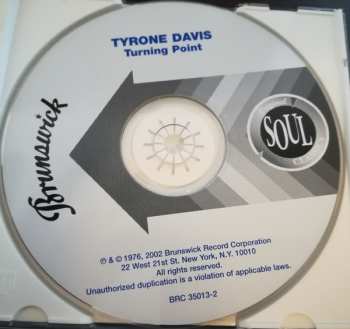 TYRONE DAVIS
Turning Point
Brunswick
SOUL
℗ & © 1976, 2002 Brunswick Record Corporation
22 West 21st St. New York, N.Y. 10010
All rights reserved.
Unauthorized duplication is a violation of applicable laws.
BRC 35013-2